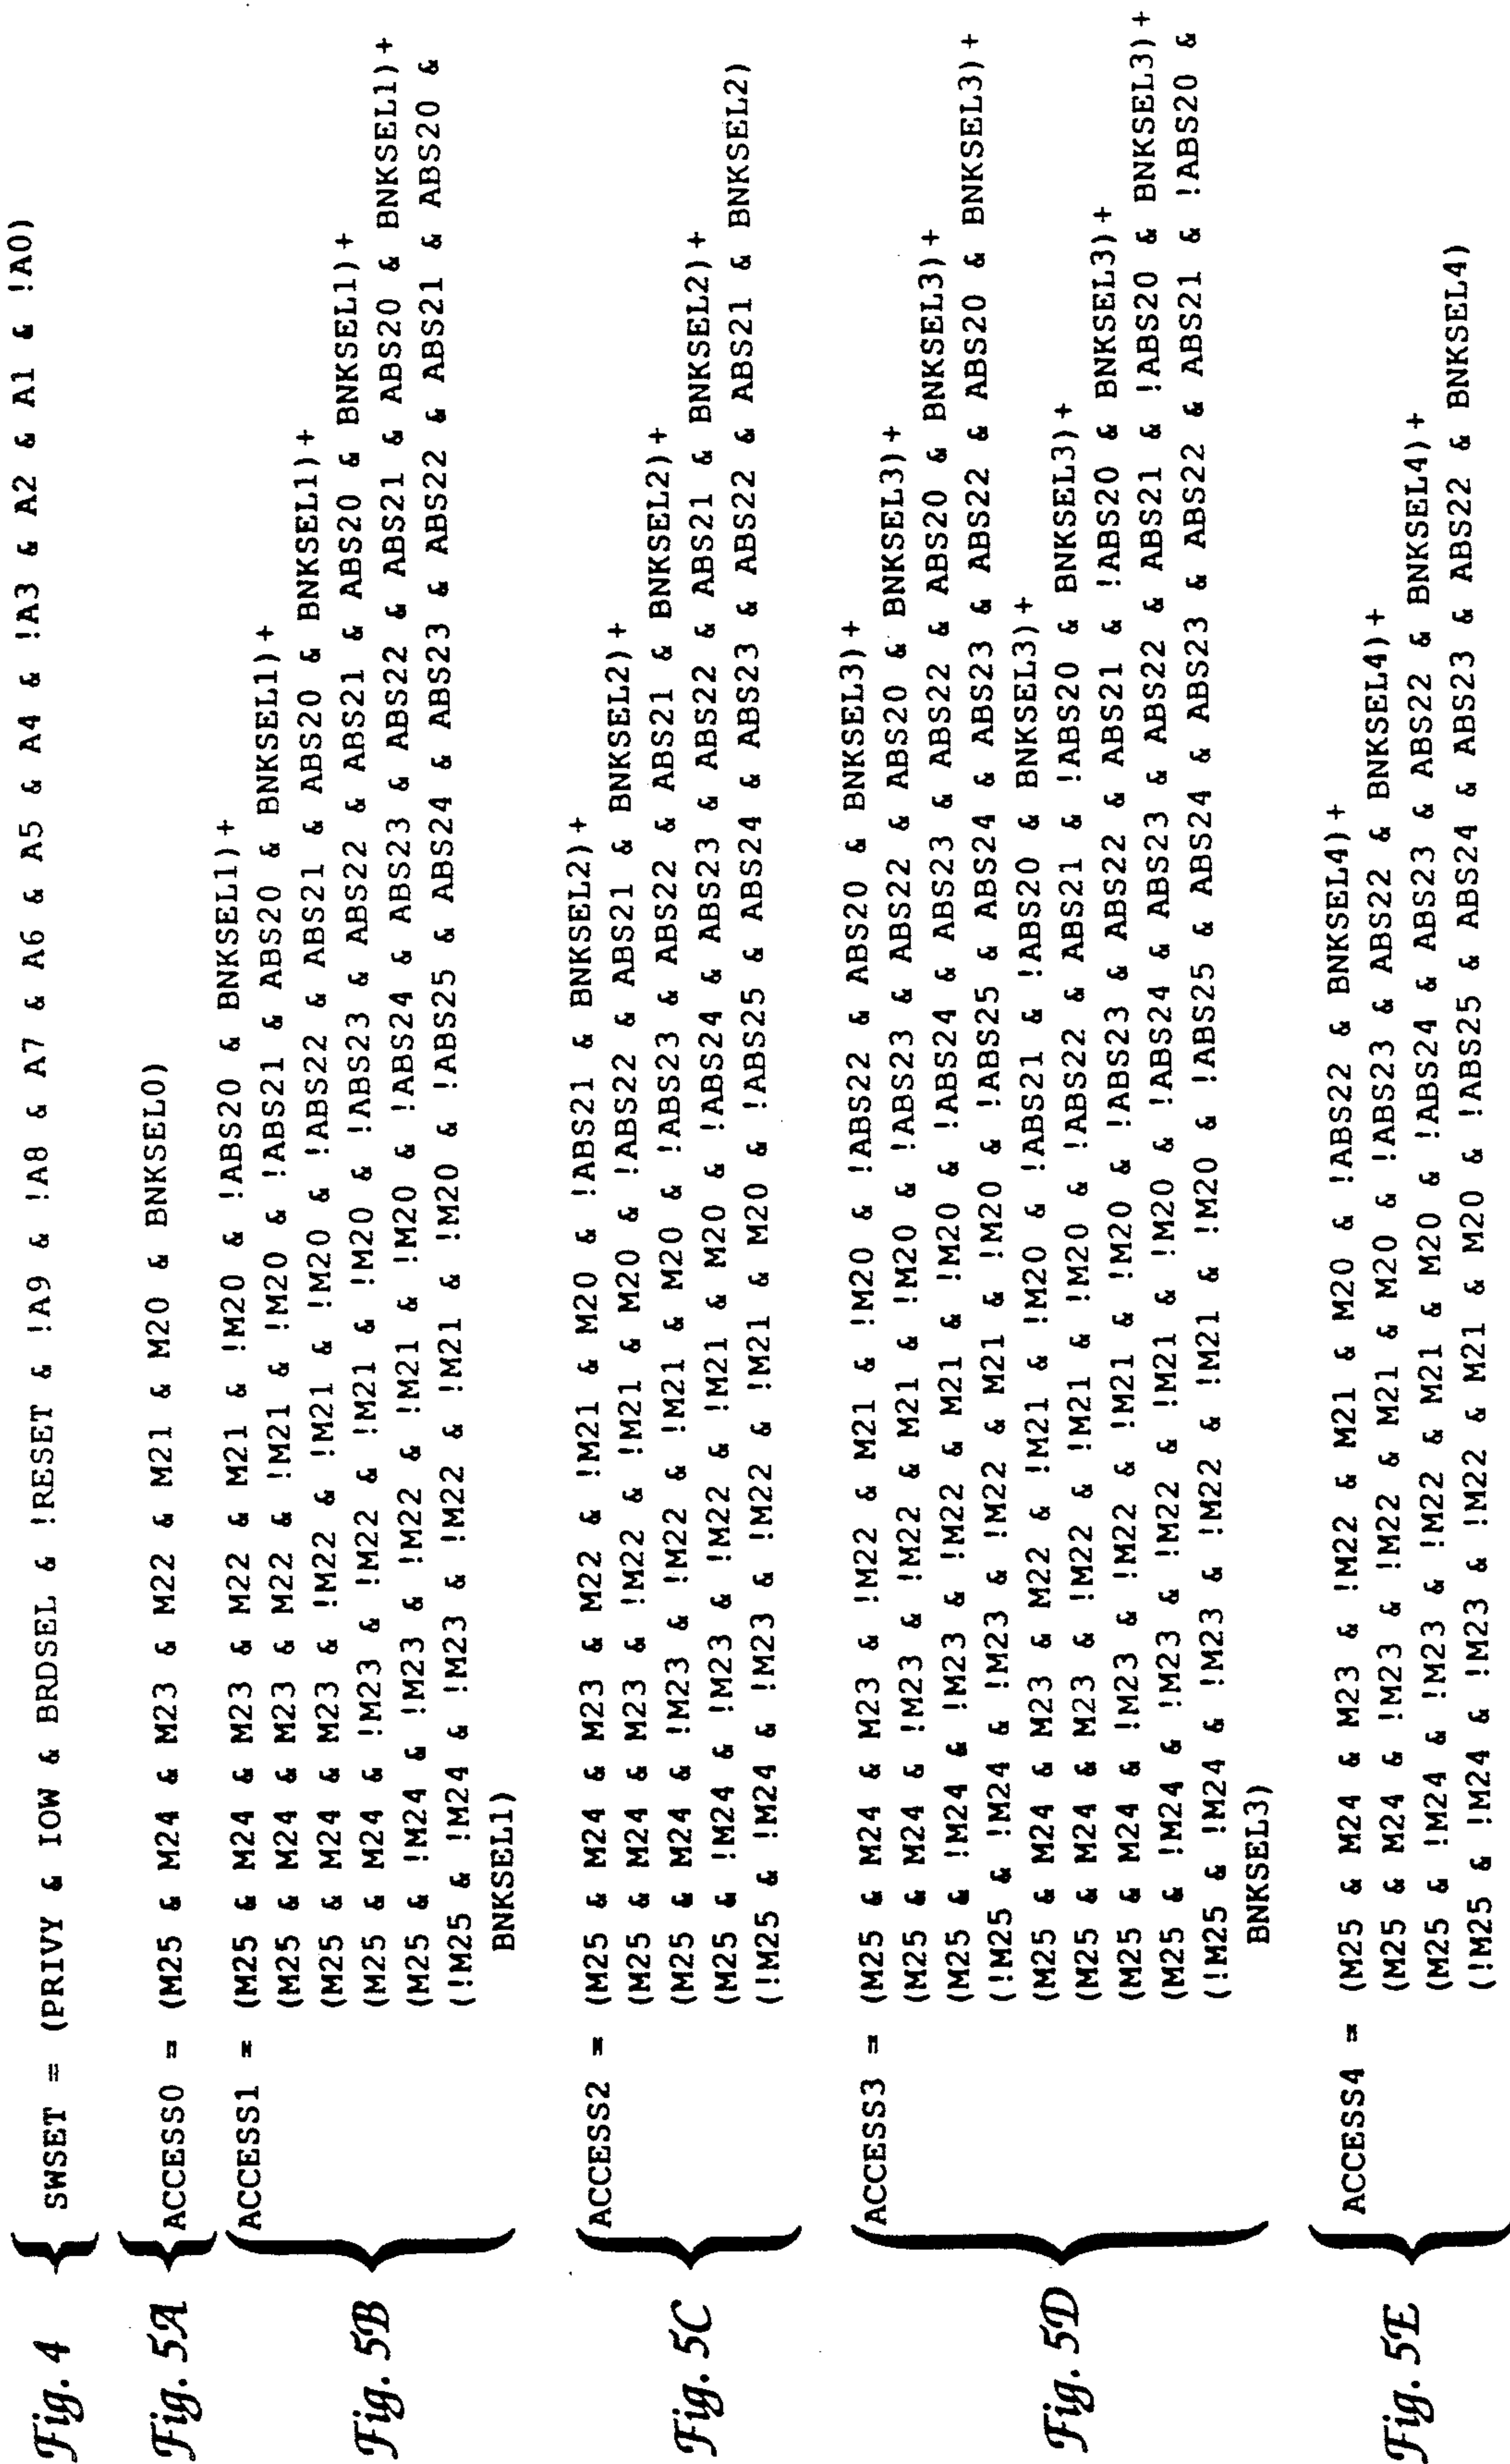 Fig. 4 SWSET = (PRIVY & IOW & BRDSEL & !RESET & !A9 & !A8 & A7 & A6 & A5 & A4 & !A3 & A2 & A1 & !A0)
Fig. 5A ACCESS0 = (M25 & M24 & M23 & M22 & M21 & M20 & BNKSEL0)
Fig. 5B ACCESS1 = (M25 & M24 & M23 & M22 & M21 & !M20 & !ABS20 & BNKSEL1)+
(M25 & M24 & M23 & M22 & !M21 & !M20 & !ABS21 & ABS20 & BNKSEL1)+
(M25 & M24 & M23 & !M22 & !M21 & !M20 & !ABS22 & ABS21 & ABS20 & BNKSEL1)+
(M25 & M24 & !M23 & !M22 & !M21 & !M20 & !ABS23 & ABS22 & ABS21 & ABS20 & BNKSEL1)+
(M25 & !M24 & !M23 & !M22 & !M21 & !M20 & !ABS24 & ABS23 & ABS22 & ABS21 & ABS20 & BNKSEL1)+
(!M25 & !M24 & !M23 & !M22 & !M21 & !M20 & !ABS25 & ABS24 & ABS23 & ABS22 & ABS21 & ABS20 &
BNKSEL1)
Fig. 5C ACCESS2 = (M25 & M24 & M23 & M22 & !M21 & M20 & !ABS21 & BNKSEL2)+
(M25 & M24 & M23 & !M22 & !M21 & M20 & !ABS22 & ABS21 & BNKSEL2)+
(M25 & M24 & !M23 & !M22 & !M21 & M20 & !ABS23 & ABS22 & ABS21 & BNKSEL2)+
(M25 & !M24 & !M23 & !M22 & !M21 & M20 & !ABS24 & ABS23 & ABS22 & ABS21 & BNKSEL2)+
(!M25 & !M24 & !M23 & !M22 & !M21 & M20 & !ABS25 & ABS24 & ABS23 & ABS22 & ABS21 & BNKSEL2)
Fig. 5D ACCESS3 = (M25 & M24 & M23 & !M22 & M21 & !M20 & !ABS22 & ABS20 & BNKSEL3)+
(M25 & M24 & !M23 & !M22 & M21 & !M20 & !ABS23 & ABS22 & ABS20 & BNKSEL3)+
(M25 & !M24 & !M23 & !M22 & M21 & !M20 & !ABS24 & ABS23 & ABS22 & ABS20 & BNKSEL3)+
(!M25 & !M24 & !M23 & !M22 & M21 & !M20 & !ABS25 & ABS24 & ABS23 & ABS22 & ABS20 & BNKSEL3)+
(M25 & M24 & M23 & M22 & !M21 & !M20 & !ABS21 & !ABS20 & BNKSEL3)+
(M25 & M24 & M23 & !M22 & !M21 & !M20 & !ABS22 & ABS21 & !ABS20 & BNKSEL3)+
(M25 & M24 & !M23 & !M22 & !M21 & !M20 & !ABS23 & ABS22 & ABS21 & !ABS20 & BNKSEL3)+
(M25 & !M24 & !M23 & !M22 & !M21 & !M20 & !ABS24 & ABS23 & ABS22 & ABS21 & !ABS20 & BNKSEL3)+
(!M25 & !M24 & !M23 & !M22 & !M21 & !M20 & !ABS25 & ABS24 & ABS23 & ABS22 & ABS21 & !ABS20 &
BNKSEL3)
Fig. 5E ACCESS4 = (M25 & M24 & M23 & !M22 & M21 & M20 & !ABS22 & BNKSEL4)+
(M25 & M24 & !M23 & !M22 & M21 & M20 & !ABS23 & ABS22 & BNKSEL4)+
(M25 & !M24 & !M23 & !M22 & M21 & M20 & !ABS24 & ABS23 & ABS22 & BNKSEL4)+
(!M25 & !M24 & !M23 & !M22 & M21 & M20 & !ABS25 & ABS24 & ABS23 & ABS22 & BNKSEL4)